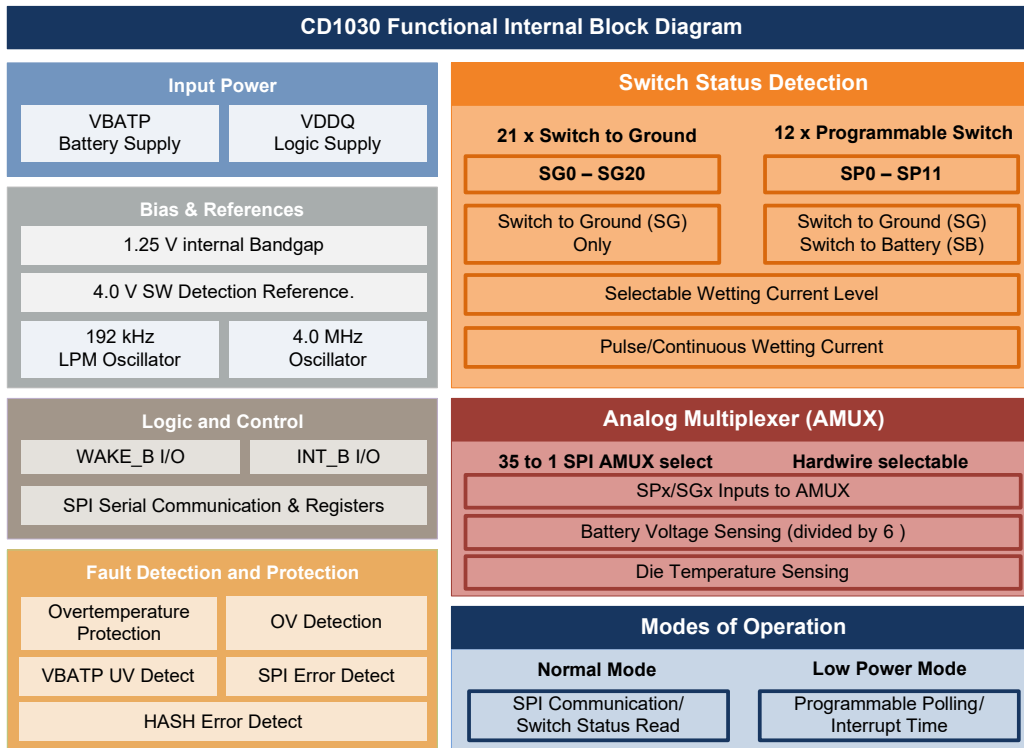 CD1030 Functional Internal Block Diagram
Input Power
VBATP
Battery Supply
VDDQ
Logic Supply
Bias & References
1.25 V internal Bandgap
4.0 V SW Detection Reference.
192 kHz
LPM Oscillator
4.0 MHz
Oscillator
Logic and Control
WAKE_B I/O
INT_B I/O
SPI Serial Communication & Registers
Fault Detection and Protection
Overtemperature
Protection
OV Detection
VBATP UV Detect
SPI Error Detect
HASH Error Detect
Switch Status Detection
21 x Switch to Ground
12 x Programmable Switch
SG0 – SG20
SP0 – SP11
Switch to Ground (SG)
Only
Switch to Ground (SG)
Switch to Battery (SB)
Selectable Wetting Current Level
Pulse/Continuous Wetting Current
Analog Multiplexer (AMUX)
35 to 1 SPI AMUX select
Hardwire selectable
SPx/SGx Inputs to AMUX
Battery Voltage Sensing (divided by 6 )
Die Temperature Sensing
Modes of Operation
Normal Mode
Low Power Mode
SPI Communication/
Switch Status Read
Programmable Polling/
Interrupt Time